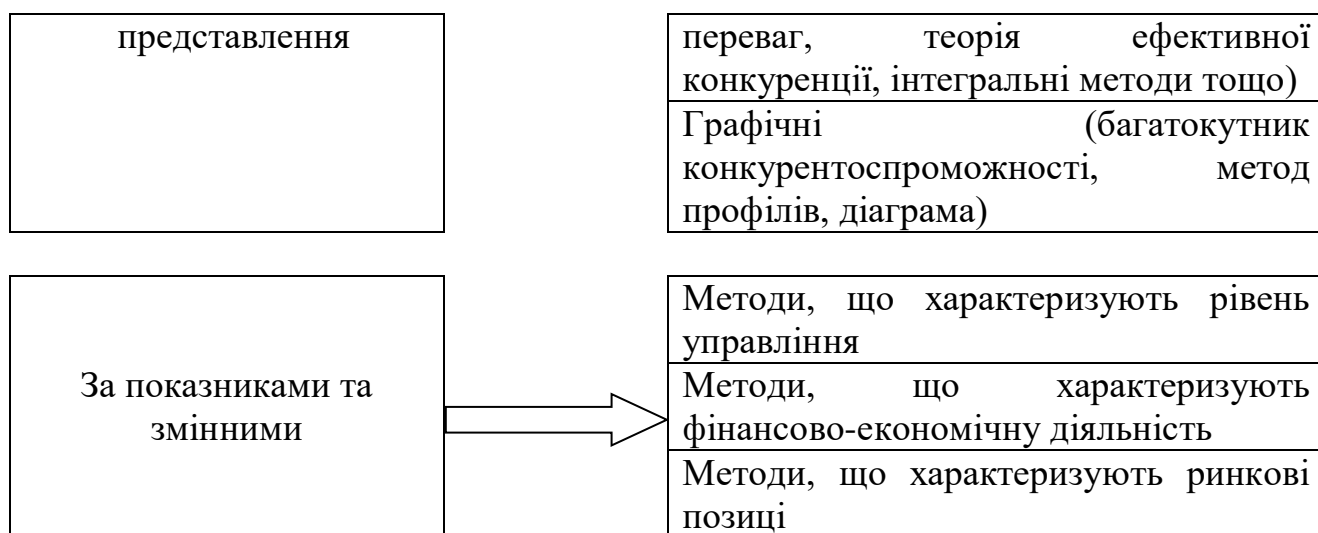 представлення
переваг, теорія ефективної
конкуренції, інтегральні методи тощо)
Графічні (багатокутник
конкурентоспроможності, метод
профілів, діаграма)
За показниками та
змінними
Методи, що характеризують рівень
управління
Методи, що характеризують
фінансово-економічну діяльність
Методи, що характеризують ринкові
позиці